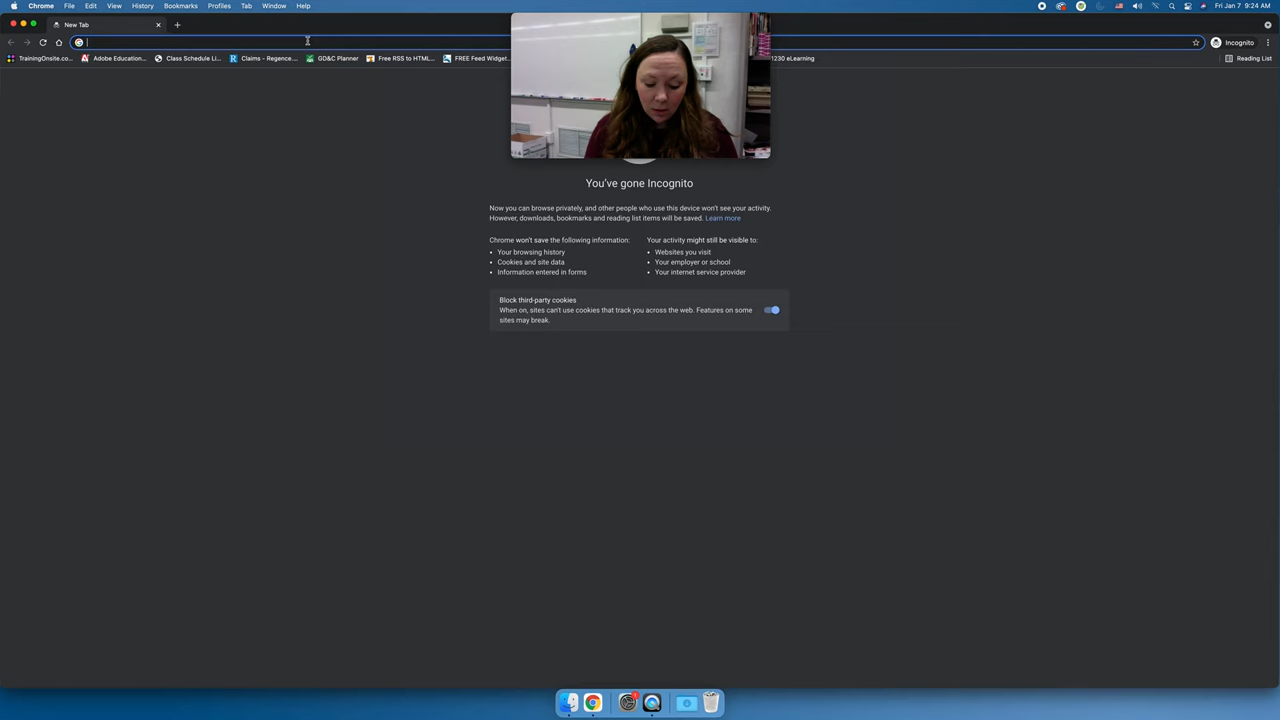 Chrome File Edit View History Bookmarks Profiles Tab Window Help Fri Jan 7 9:24 AM
New Tab
Incognito
TrainingOnsite.co... Adobe Education... Class Schedule Li... Claims - Regence... GD&C Planner Free RSS to HTML... FREE Feed Widget... 1230 eLearning Reading List
You've gone Incognito
Now you can browse privately, and other people who use this device won't see your activity.
However, downloads, bookmarks and reading list items will be saved. Learn more
Chrome won't save the following information:
• Your browsing history
• Cookies and site data
• Information entered in forms
Your activity might still be visible to:
• Websites you visit
• Your employer or school
• Your internet service provider
Block third-party cookies
When on, sites can't use cookies that track you across the web. Features on some
sites may break.
1